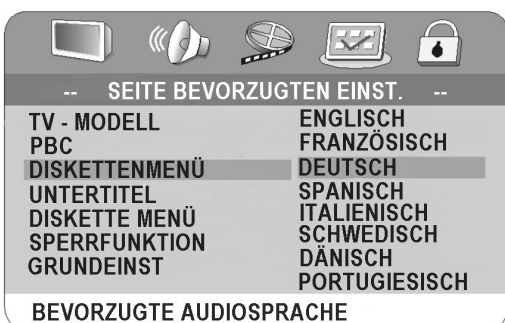 -- SEITE BEVORZUGTEN EINST. --
TV - MODELL
PBC
DISKETTENMENÜ
UNTERTITEL
DISKETTE MENÜ
SPERRFUNKTION
GRUNDEINST
ENGLISCH
FRANZÖSISCH
DEUTSCH
SPANISCH
ITALIENISCH
SCHWEDISCH
DÄNISCH
PORTUGIESISCH
BEVORZUGTE AUDIOSPRACHE